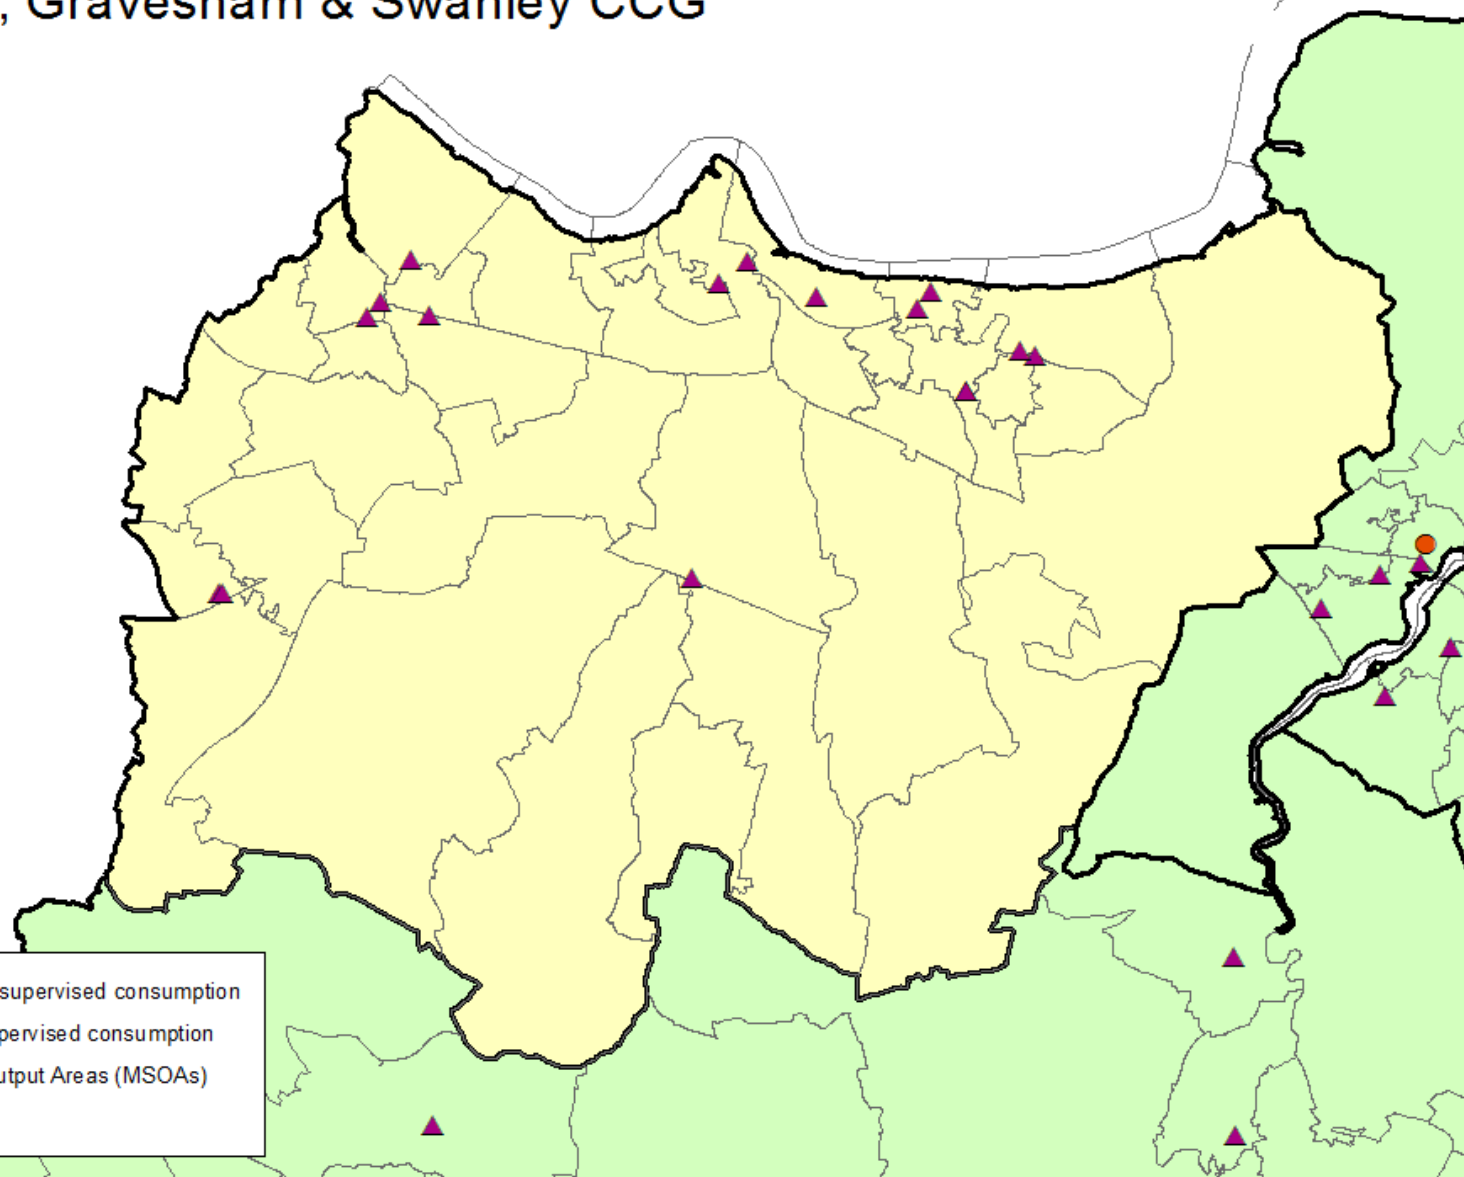 , Gravesham & Swanley CCG
supervised consumption
pervised consumption
utput Areas (MSOAs)